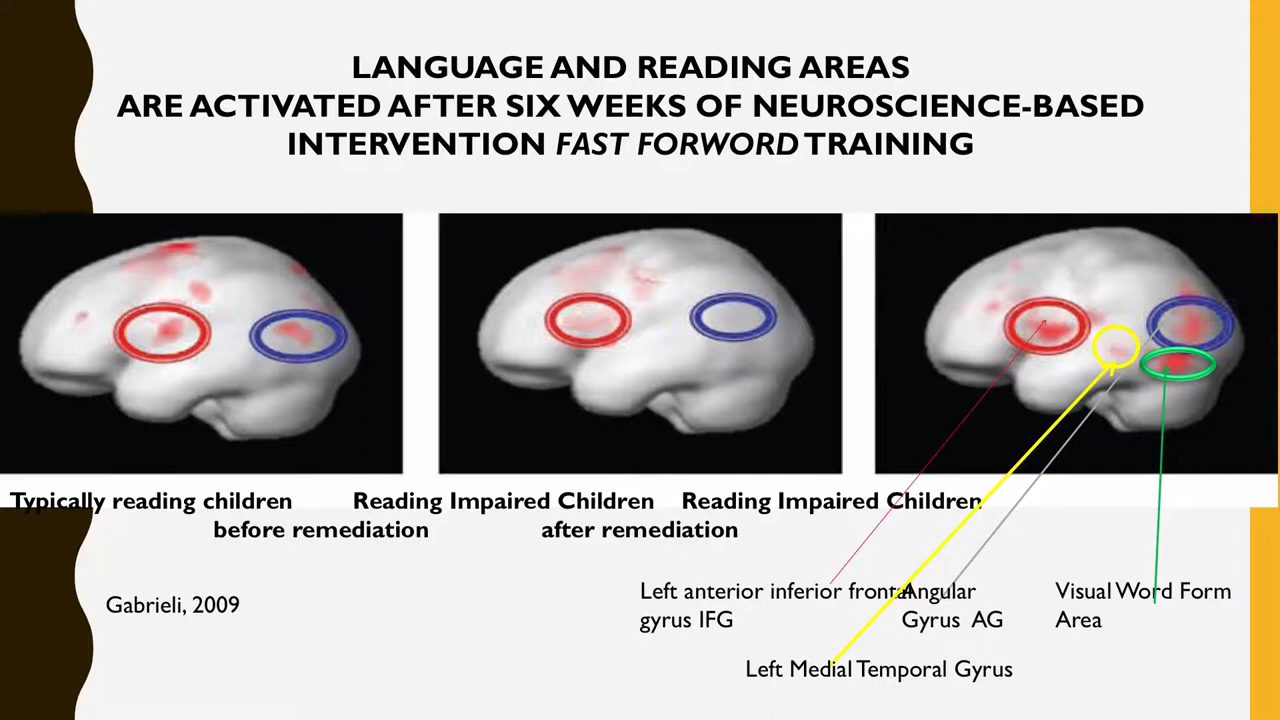 LANGUAGE AND READING AREAS
ARE ACTIVATED AFTER SIX WEEKS OF NEUROSCIENCE-BASED
INTERVENTION FAST FORWORD TRAINING
Typically reading children Reading Impaired Children Reading Impaired Children
before remediation after remediation
Gabrieli, 2009
Left anterior inferior frontal
gyrus IFG
Angular
Gyrus AG
Visual Word Form
Area
Left Medial Temporal Gyrus